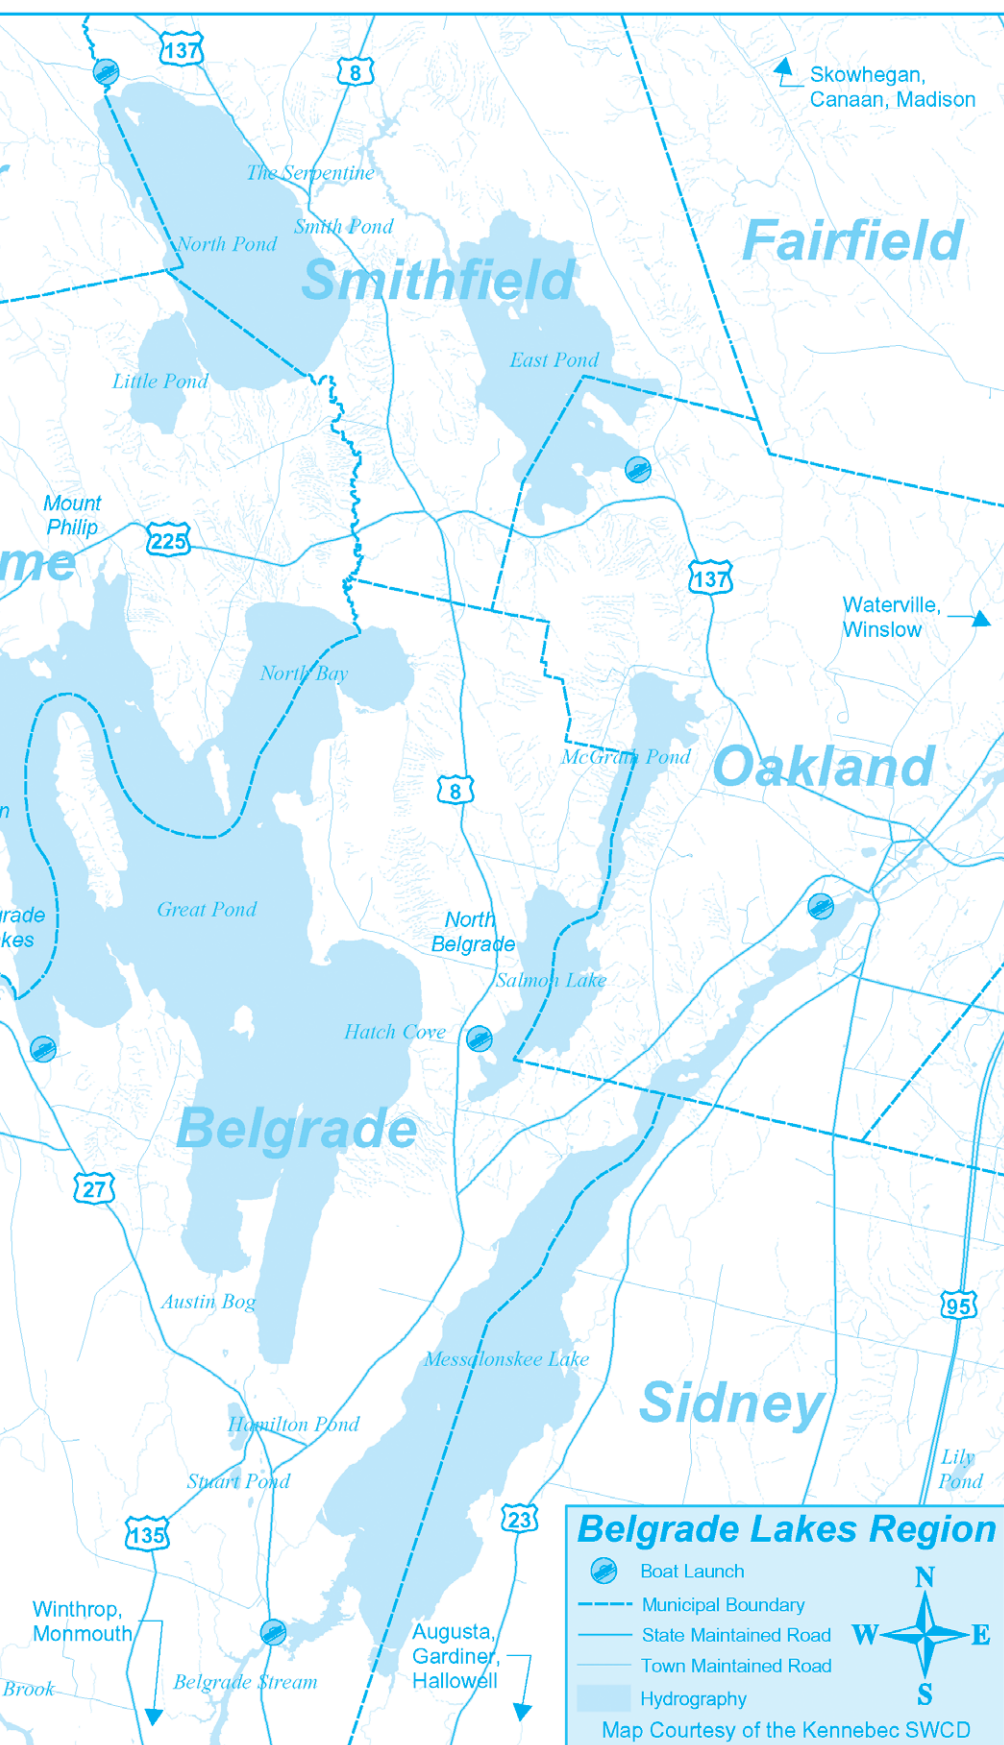 137
8
Skowhegan,
Canaan, Madison
The Serpentine
Smith Pond
North Pond
Fairfield
Smithfield
East Pond
Little Pond
Mount
Philip
225
me
137
Waterville,
Winslow
North Bay
McGrath Pond
Oakland
8
n
Great Pond
grade
kes
North
Belgrade
Salmon Lake
Hatch Cove
Belgrade
27
Austin Bog
95
Messalonskee Lake
Sidney
Hamilton Pond
Lily
Pond
Stuart Pond
135
23
Winthrop,
Monmouth
Augusta,
Gardiner,
Hallowell
Belgrade Stream
Brook
Belgrade Lakes Region
Boat Launch
Municipal Boundary
State Maintained Road
Town Maintained Road
Hydrography
N
W
E
S
Map Courtesy of the Kennebec SWCD